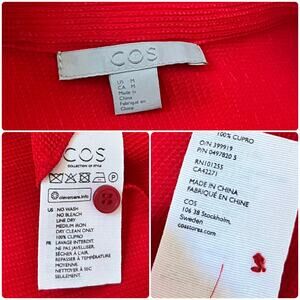 COS
US M
CA M
Made in
China
Fabriqué en
Chine
COS
COLLECTION OF STYLE
P
clevercare.info
US NO WASH
NO BLEACH
LINE DRY
MEDIUM IRON
DRY CLEAN ONLY
100% CUPRO
FR LAVAGE INTERDIT.
NE PAS JAVELLISER.
SÉCHER À L'AIR
REPASSER À TEMPÉRATURE
MOYENNE.
NETTOYER À SEC
SEULEMENT.
100% CUPRO
O/N 399919
P/N 0497820 5
RN101255
CA42271
MADE IN CHINA
FABRIQUÉ EN CHINE
COS
106 38 Stockholm,
Sweden
cosstores.com